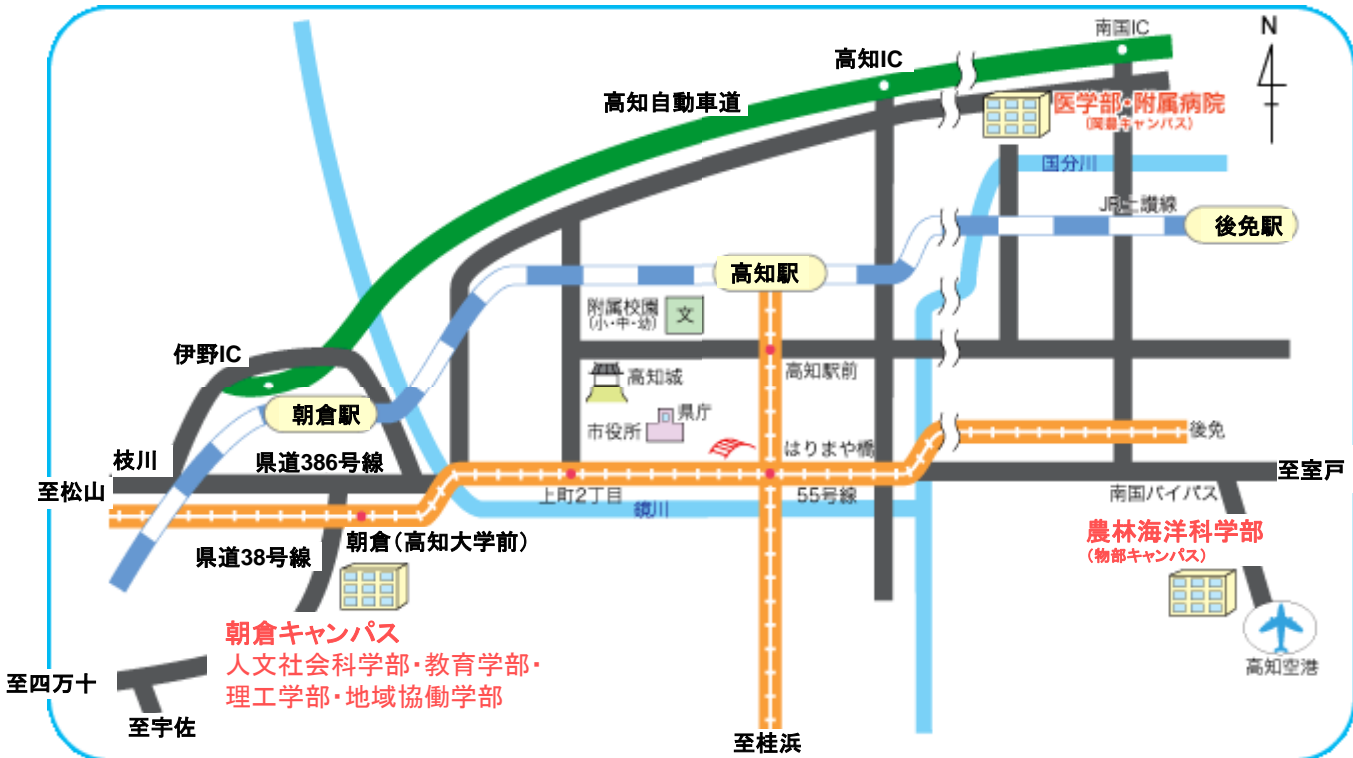 南国IC
N
高知IC
高知自動車道
医学部・附属病院
(岡豊キャンパス)
国分川
JR土讃線
後免駅
高知駅
附属校園
(小・中・幼)
文
伊野IC
高知駅前
高知城
朝倉駅
県庁
市役所
はりまや橋
後免
枝川
県道386号線
至松山
至室戸
上町2丁目
55号線
南国バイパス
鏡川
県道38号線
朝倉(高知大学前)
農林海洋科学部
(物部キャンパス)
朝倉キャンパス
人文社会科学部・教育学部・
理工学部・地域協働学部
高知空港
至四万十
至宇佐
至桂浜